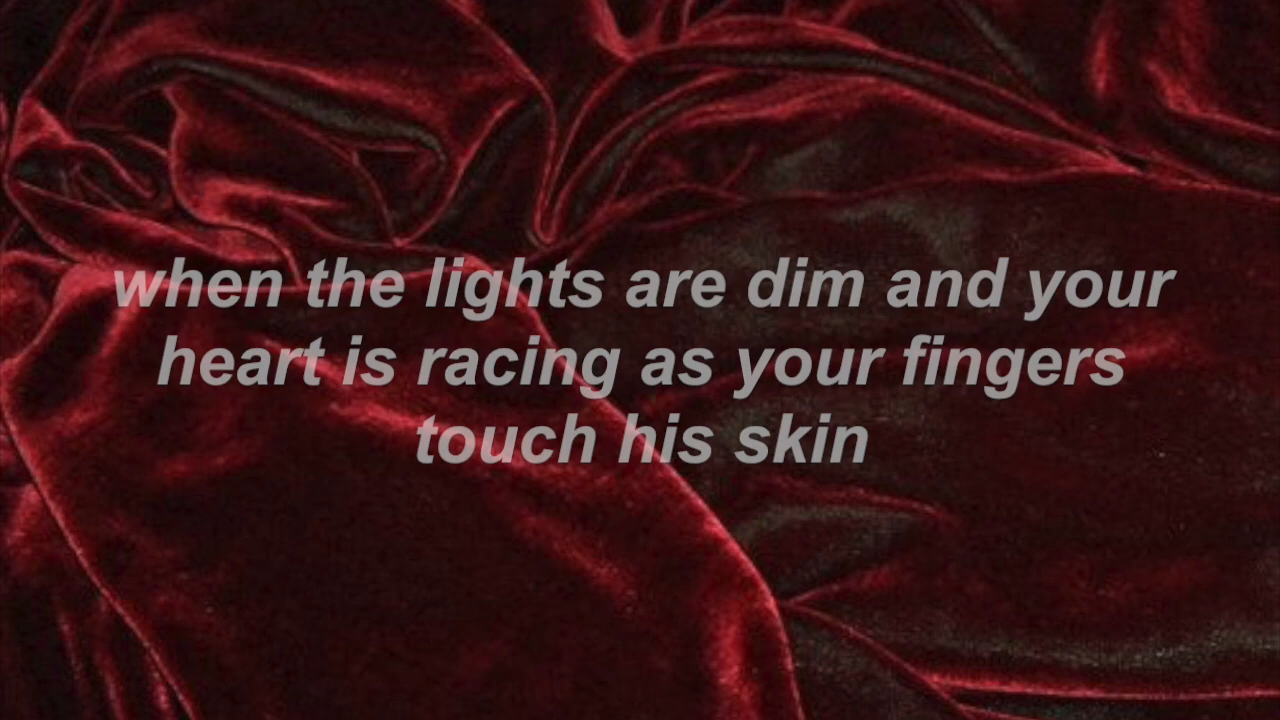 when the lights are dim and your
heart is racing as your fingers
touch his skin